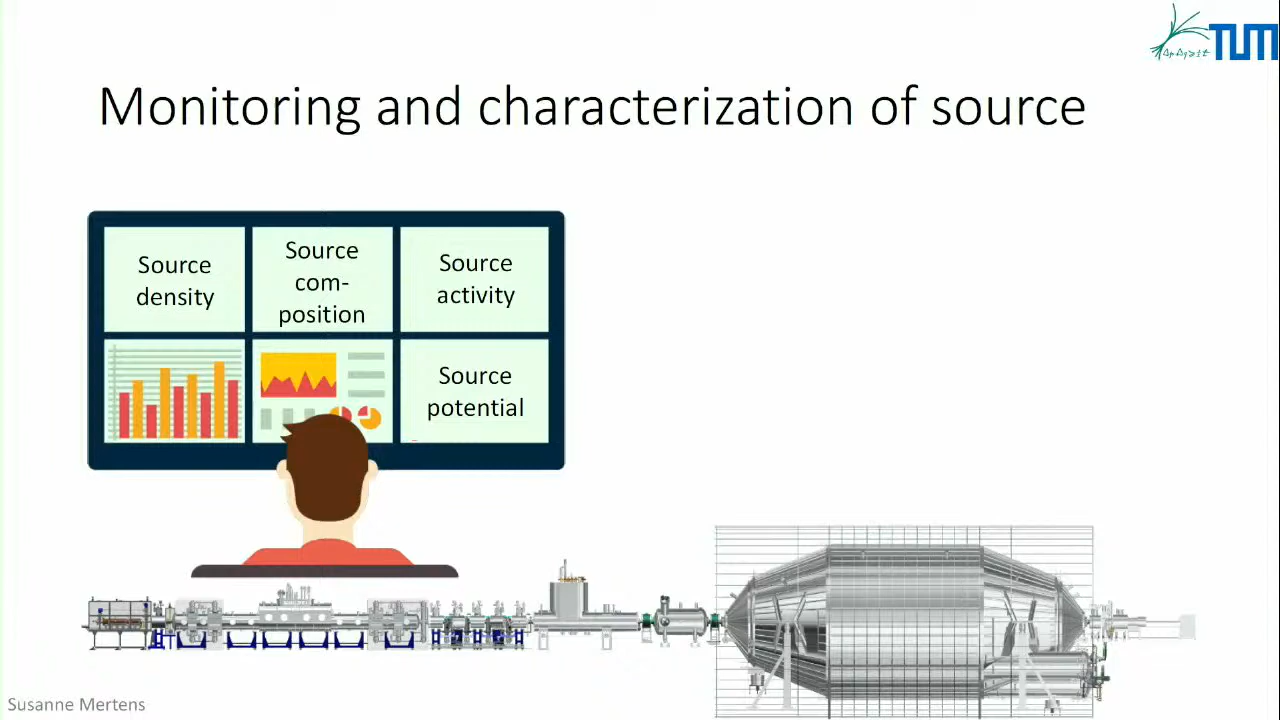 TUM
Monitoring and characterization of source
Source
density
Source
com-
position
Source
activity
Source
potential
Susanne Mertens